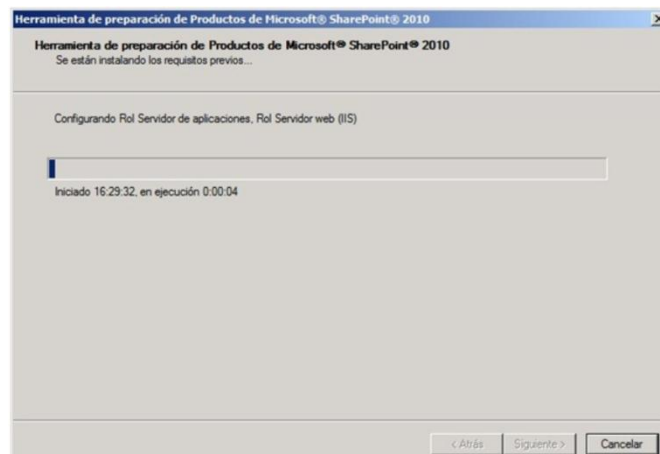 Herramienta de preparación de Productos de Microsoft® SharePoint® 2010
Herramienta de preparación de Productos de Microsoft® SharePoint® 2010
Se están instalando los requisitos previos...
Configurando Rol Servidor de aplicaciones, Rol Servidor web (IIS)
Iniciado 16:29:32, en ejecución 0:00:04
< Atrás Siguiente > Cancelar